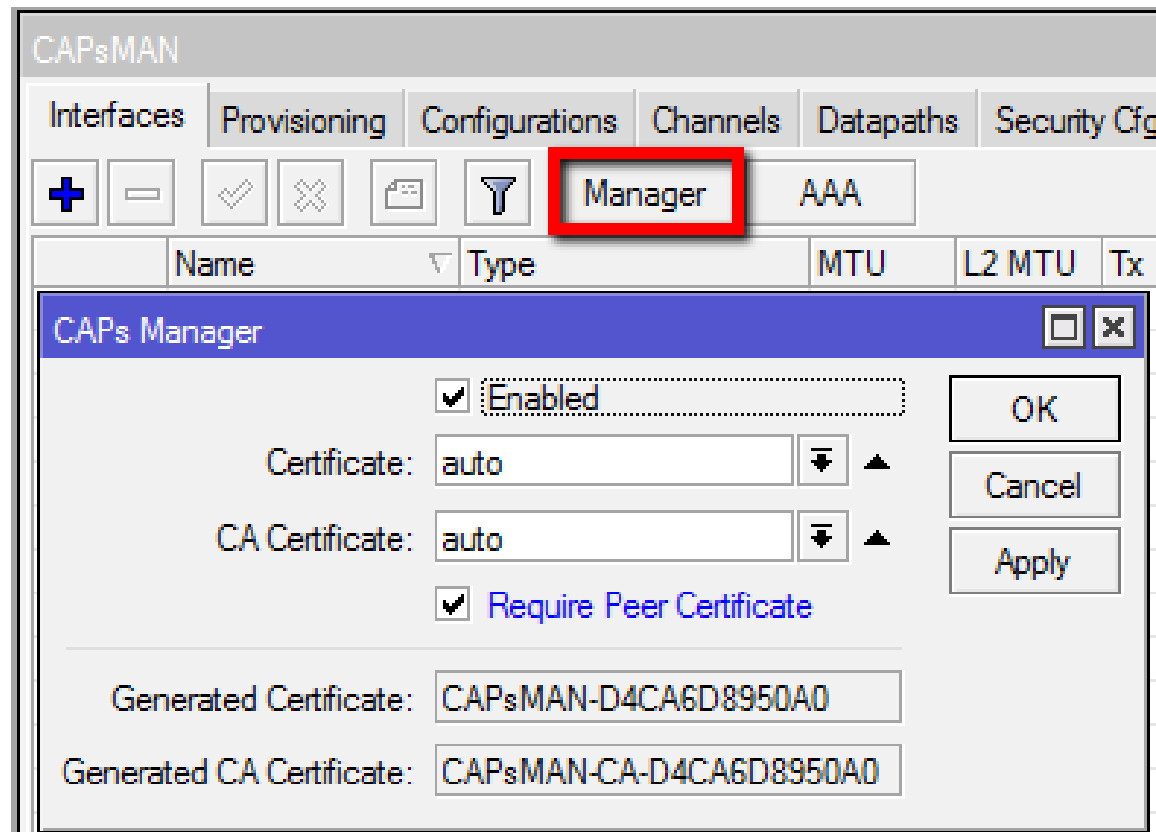 CAPsMAN
Interfaces Provisioning Configurations Channels Datapaths Security Cfg
Manager AAA
Name Type MTU L2 MTU Tx
CAPs Manager
Enabled OK
Certificate: auto
Cancel
CA Certificate: auto
Apply
Require Peer Certificate
Generated Certificate: CAPsMAN-D4CA6D8950A0
Generated CA Certificate: CAPsMAN-CA-D4CA6D8950A0